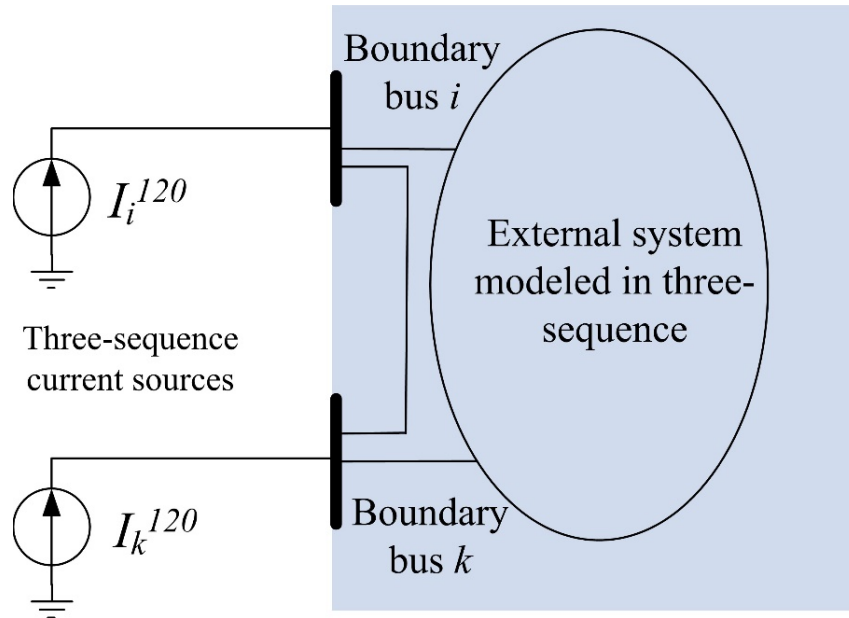 Boundary
bus i
I_i^120
External system
modeled in three-
sequence
Three-sequence
current sources
I_k^120
Boundary
bus k